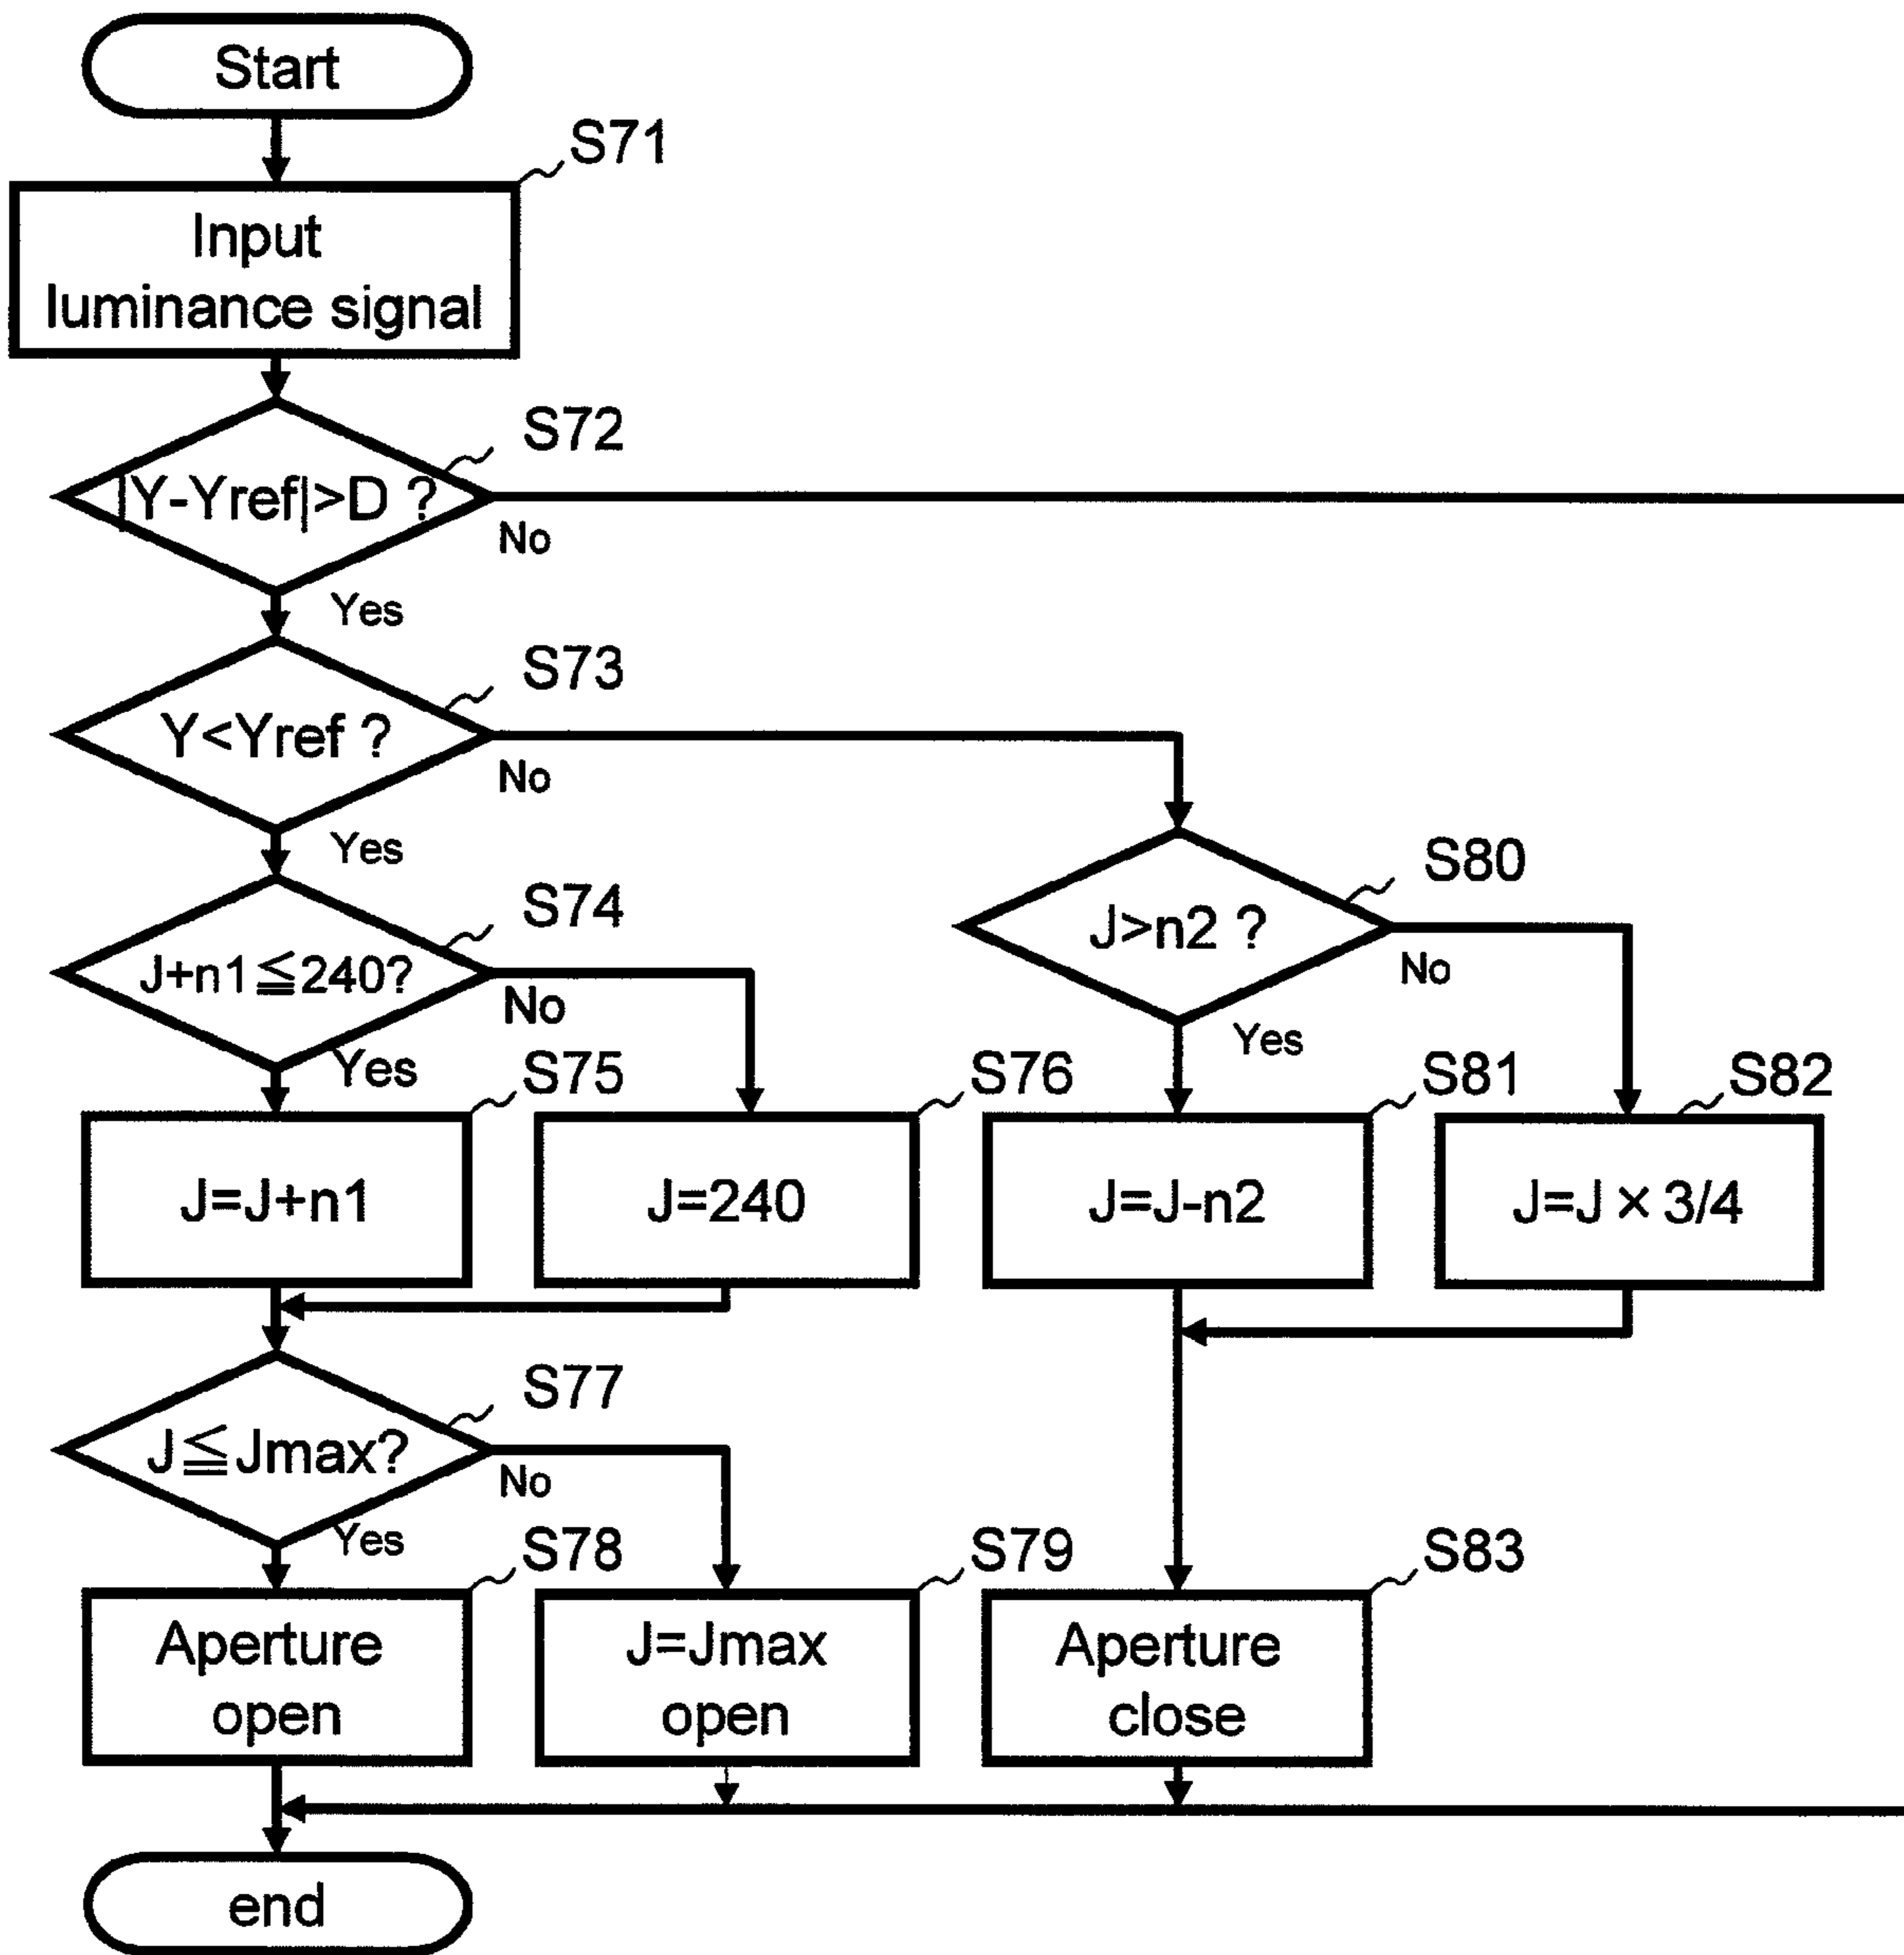 Start
S71
Input
luminance signal
S72
|Y-Yref|>D ?
No
Yes
S73
Y<Yref ?
No
Yes
S80
J>n2 ?
No
Yes
S74
J+n1≦240?
No
Yes
S75
J=J+n1
S76
J=240
S81
J=J-n2
S82
J=J × 3/4
S77
J≦Jmax?
No
Yes
S78
Aperture
open
S79
J=Jmax
open
S83
Aperture
close
end